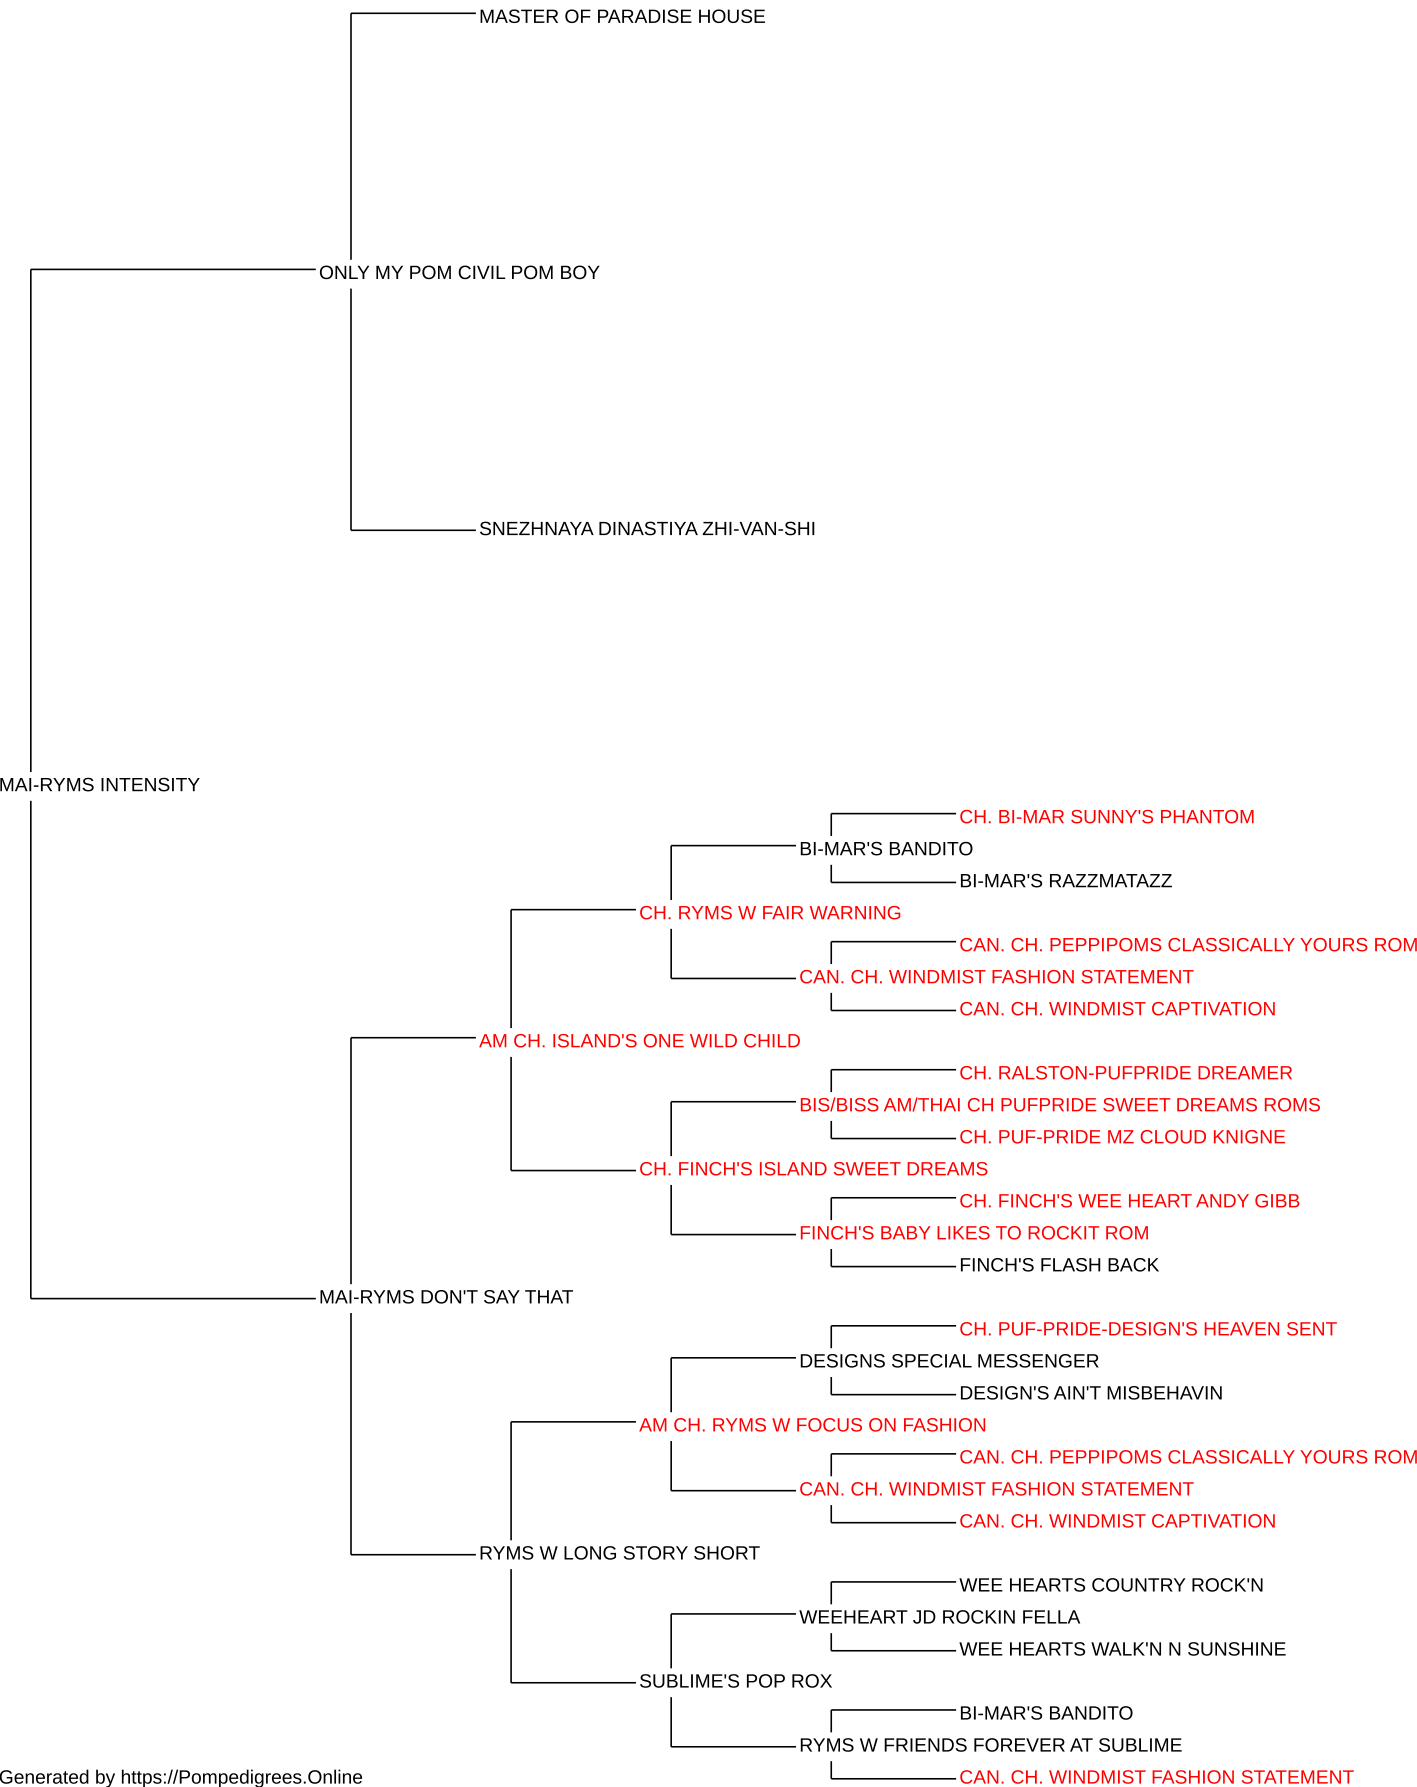 MASTER OF PARADISE HOUSE
ONLY MY POM CIVIL POM BOY
SNEZHNAYA DINASTIYA ZHI-VAN-SHI
MAI-RYMS INTENSITY
CH. BI-MAR SUNNY'S PHANTOM
BI-MAR'S BANDITO
BI-MAR'S RAZZMATAZZ
CH. RYMS W FAIR WARNING
CAN. CH. PEPPIPOMS CLASSICALLY YOURS ROM
CAN. CH. WINDMIST FASHION STATEMENT
CAN. CH. WINDMIST CAPTIVATION
AM CH. ISLAND'S ONE WILD CHILD
CH. RALSTON-PUFPRIDE DREAMER
BIS/BISS AM/THAI CH PUFPRIDE SWEET DREAMS ROMS
CH. PUF-PRIDE MZ CLOUD KNIGNE
CH. FINCH'S ISLAND SWEET DREAMS
CH. FINCH'S WEE HEART ANDY GIBB
FINCH'S BABY LIKES TO ROCKIT ROM
FINCH'S FLASH BACK
MAI-RYMS DON'T SAY THAT
CH. PUF-PRIDE-DESIGN'S HEAVEN SENT
DESIGNS SPECIAL MESSENGER
DESIGN'S AIN'T MISBEHAVIN
AM CH. RYMS W FOCUS ON FASHION
CAN. CH. PEPPIPOMS CLASSICALLY YOURS ROM
CAN. CH. WINDMIST FASHION STATEMENT
CAN. CH. WINDMIST CAPTIVATION
RYMS W LONG STORY SHORT
WEE HEARTS COUNTRY ROCK'N
WEEHEART JD ROCKIN FELLA
WEE HEARTS WALK'N N SUNSHINE
SUBLIME'S POP ROX
BI-MAR'S BANDITO
RYMS W FRIENDS FOREVER AT SUBLIME
CAN. CH. WINDMIST FASHION STATEMENT
Generated by https://Pompedigrees.Online